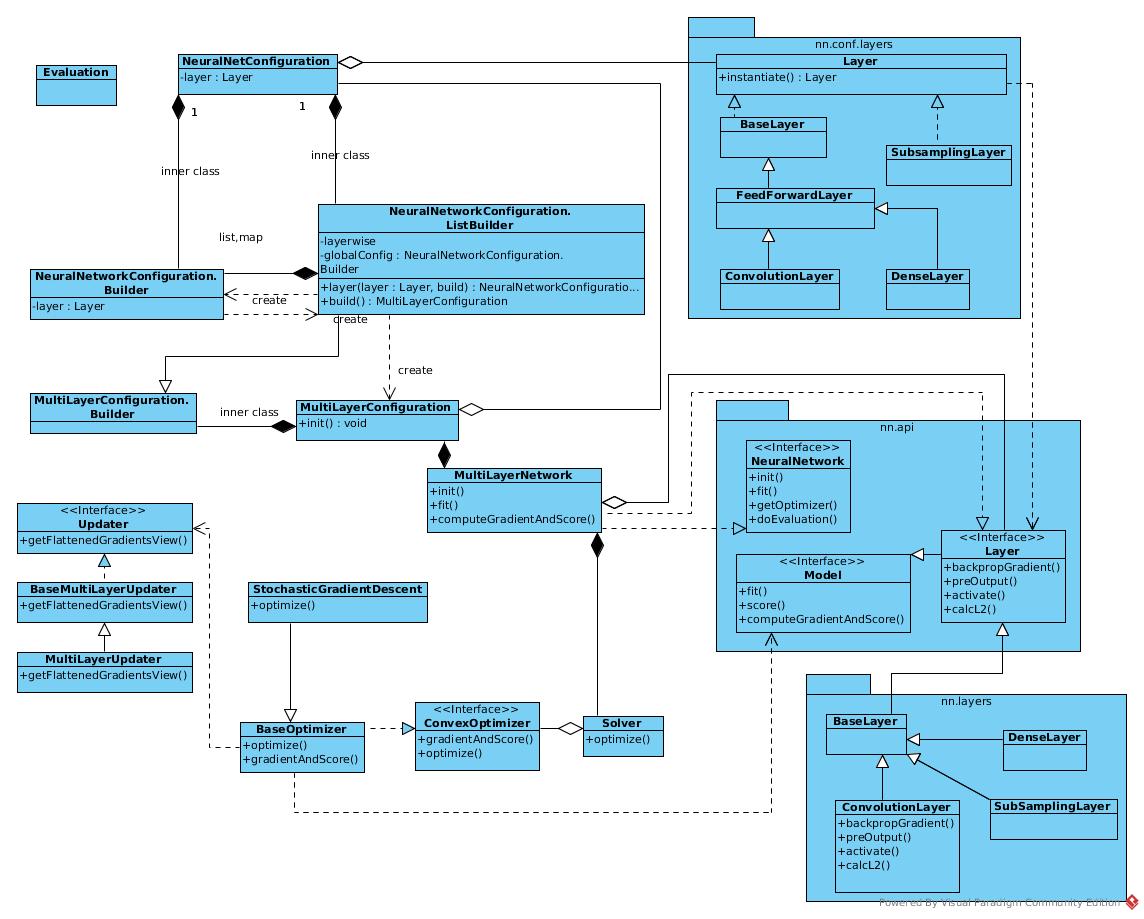 Evaluation
NeuralNetConfiguration
-layer : Layer
1
1
inner class
inner class
nn.conf.layers
Layer
+instantiate() : Layer
BaseLayer
SubsamplingLayer
FeedForwardLayer
ConvolutionLayer
DenseLayer
NeuralNetworkConfiguration.
ListBuilder
-layerwise
-globalConfig : NeuralNetworkConfiguration.
Builder
+layer(layer : Layer, build) : NeuralNetworkConfiguratio...
+build() : MultiLayerConfiguration
list,map
NeuralNetworkConfiguration.
Builder
-layer : Layer
create
create
create
MultiLayerConfiguration.
Builder
inner class
MultiLayerConfiguration
+init() : void
MultiLayerNetwork
+init()
+fit()
+computeGradientAndScore()
nn.api
<<Interface>>
NeuralNetwork
+init()
+fit()
+getOptimizer()
+doEvaluation()
<<Interface>>
Layer
+backpropGradient()
+preOutput()
+activate()
+calcL2()
<<Interface>>
Model
+fit()
+score()
+computeGradientAndScore()
<<Interface>>
Updater
+getFlattenedGradientsView()
BaseMultiLayerUpdater
+getFlattenedGradientsView()
MultiLayerUpdater
+getFlattenedGradientsView()
StochasticGradientDescent
+optimize()
BaseOptimizer
+optimize()
+gradientAndScore()
<<Interface>>
ConvexOptimizer
+gradientAndScore()
+optimize()
Solver
+optimize()
nn.layers
BaseLayer
DenseLayer
ConvolutionLayer
+backpropGradient()
+preOutput()
+activate()
+calcL2()
SubSamplingLayer
Powered By Visual Paradigm Community Edition